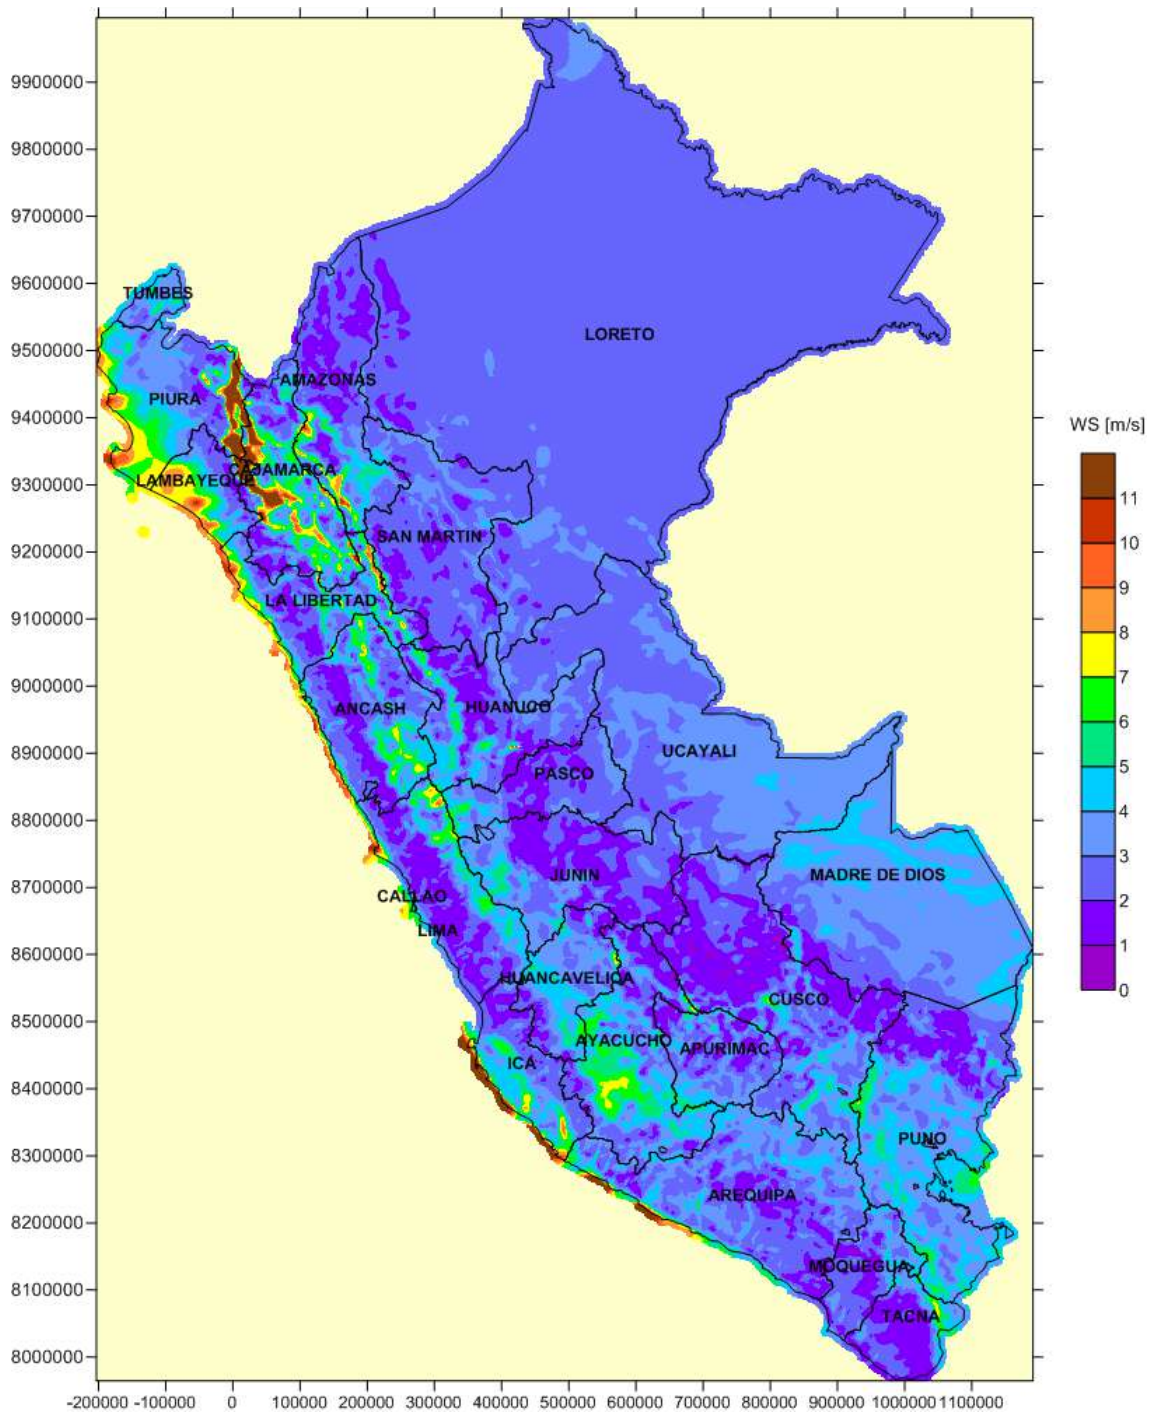 9900000
9800000
9700000
9600000
9500000
9400000
9300000
9200000
9100000
9000000
8900000
8800000
8700000
8600000
8500000
8400000
8300000
8200000
8100000
8000000
-200000 -100000 0 100000 200000 300000 400000 500000 600000 700000 800000 900000 1000000 1100000
TUMBES
LORETO
AMAZONAS
PIURA
CAJAMARCA
LAMBAYEQUE
SAN MARTIN
LA LIBERTAD
ANCASH
HUANUCO
UCAYALI
PASCO
JUNIN
MADRE DE DIOS
CALLAO
LIMA
HUANCAVELICA
CUSCO
AYACUCHO
APURIMAC
ICA
PUNO
AREQUIPA
MOQUEGUA
TACNA
WS [m/s]
11
10
9
8
7
6
5
4
3
2
1
0